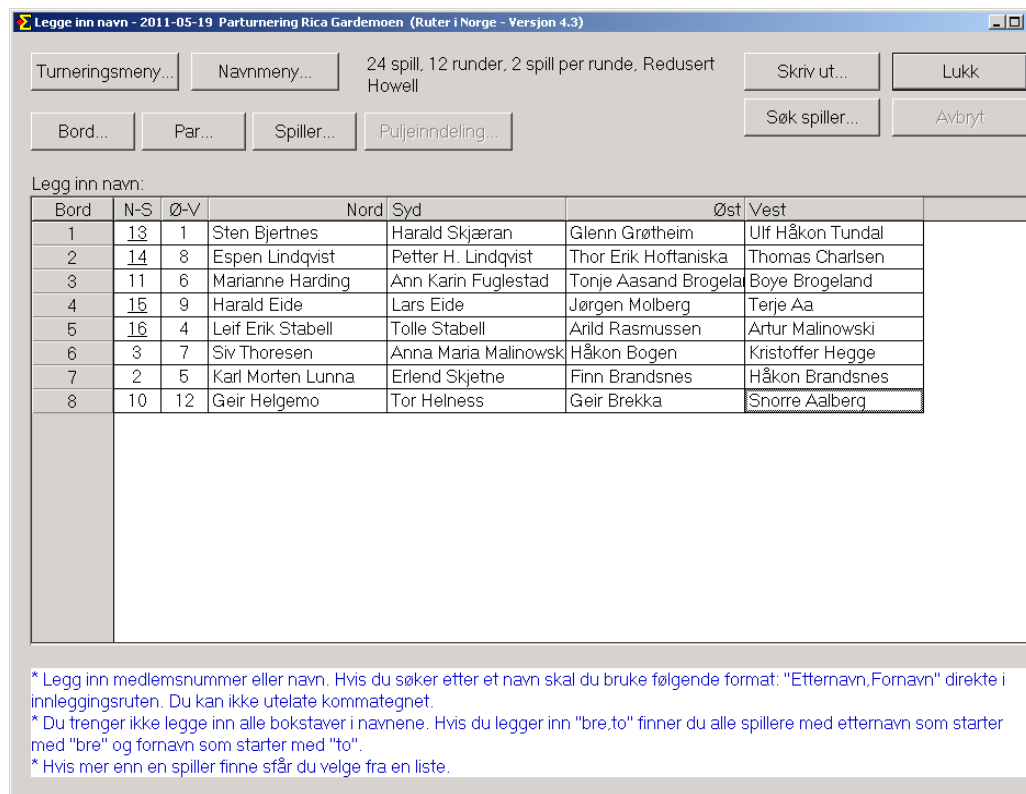 Legge inn navn - 2011-05-19 Parturnering Rica Gardemoen (Ruter i Norge - Versjon 4.3)
Turneringsmeny... Navnmeny... 24 spill, 12 runder, 2 spill per runde, Redusert Howell Skriv ut... Lukk
Bord... Par... Spiller... Puljeinndeling... Søk spiller... Avbryt
Legg inn navn:
Bord N-S Ø-V Nord Syd Øst Vest
1 13 1 Sten Bjertnes Harald Skjæran Glenn Grøtheim Ulf Håkon Tundal
2 14 8 Espen Lindqvist Petter H. Lindqvist Thor Erik Hoftaniska Thomas Charlsen
3 11 6 Marianne Harding Ann Karin Fuglestad Tonje Aasand Brogela Boye Brogeland
4 15 9 Harald Eide Lars Eide Jørgen Molberg Terje Aa
5 16 4 Leif Erik Stabell Tolle Stabell Arild Rasmussen Artur Malinowski
6 3 7 Siv Thoresen Anna Maria Malinowsk Håkon Bogen Kristoffer Hegge
7 2 5 Karl Morten Lunna Erlend Skjetne Finn Brandsnes Håkon Brandsnes
8 10 12 Geir Helgemo Tor Helness Geir Brekka Snorre Aalberg
* Legg inn medlemsnummer eller navn. Hvis du søker etter et navn skal du bruke følgende format: "Etternavn,Fornavn" direkte i
innleggingsruten. Du kan ikke utelate kommategnet.
* Du trenger ikke legge inn alle bokstaver i navnene. Hvis du legger inn "bre,to" finner du alle spillere med etternavn som starter
med "bre" og fornavn som starter med "to".
* Hvis mer enn en spiller finne sfår du velge fra en liste.